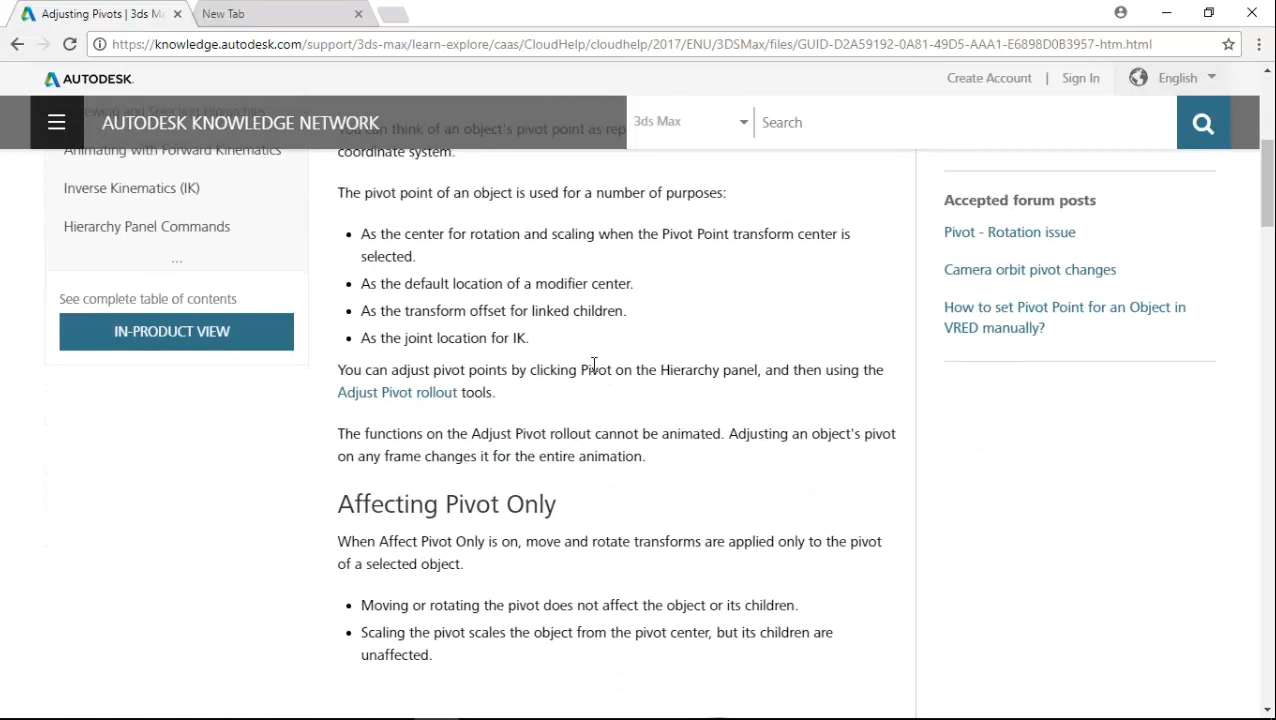 Adjusting Pivots | 3ds Ma
New Tab
https://knowledge.autodesk.com/support/3ds-max/learn-explore/caas/CloudHelp/cloudhelp/2017/ENU/3DSMax/files/GUID-D2A59192-0A81-49D5-AAA1-E6898D0B3957-htm.html
AUTODESK.
Create Account | Sign In English
AUTODESK KNOWLEDGE NETWORK
3ds Max
Search
Animating with Forward Kinematics
Inverse Kinematics (IK)
Hierarchy Panel Commands
...
See complete table of contents
IN-PRODUCT VIEW
You can think of an object's pivot point as rep
coordinate system.
The pivot point of an object is used for a number of purposes:
• As the center for rotation and scaling when the Pivot Point transform center is
selected.
• As the default location of a modifier center.
• As the transform offset for linked children.
• As the joint location for IK.
You can adjust pivot points by clicking Pivot on the Hierarchy panel, and then using the
Adjust Pivot rollout tools.
The functions on the Adjust Pivot rollout cannot be animated. Adjusting an object's pivot
on any frame changes it for the entire animation.
Affecting Pivot Only
When Affect Pivot Only is on, move and rotate transforms are applied only to the pivot
of a selected object.
• Moving or rotating the pivot does not affect the object or its children.
• Scaling the pivot scales the object from the pivot center, but its children are
unaffected.
Accepted forum posts
Pivot - Rotation issue
Camera orbit pivot changes
How to set Pivot Point for an Object in
VRED manually?